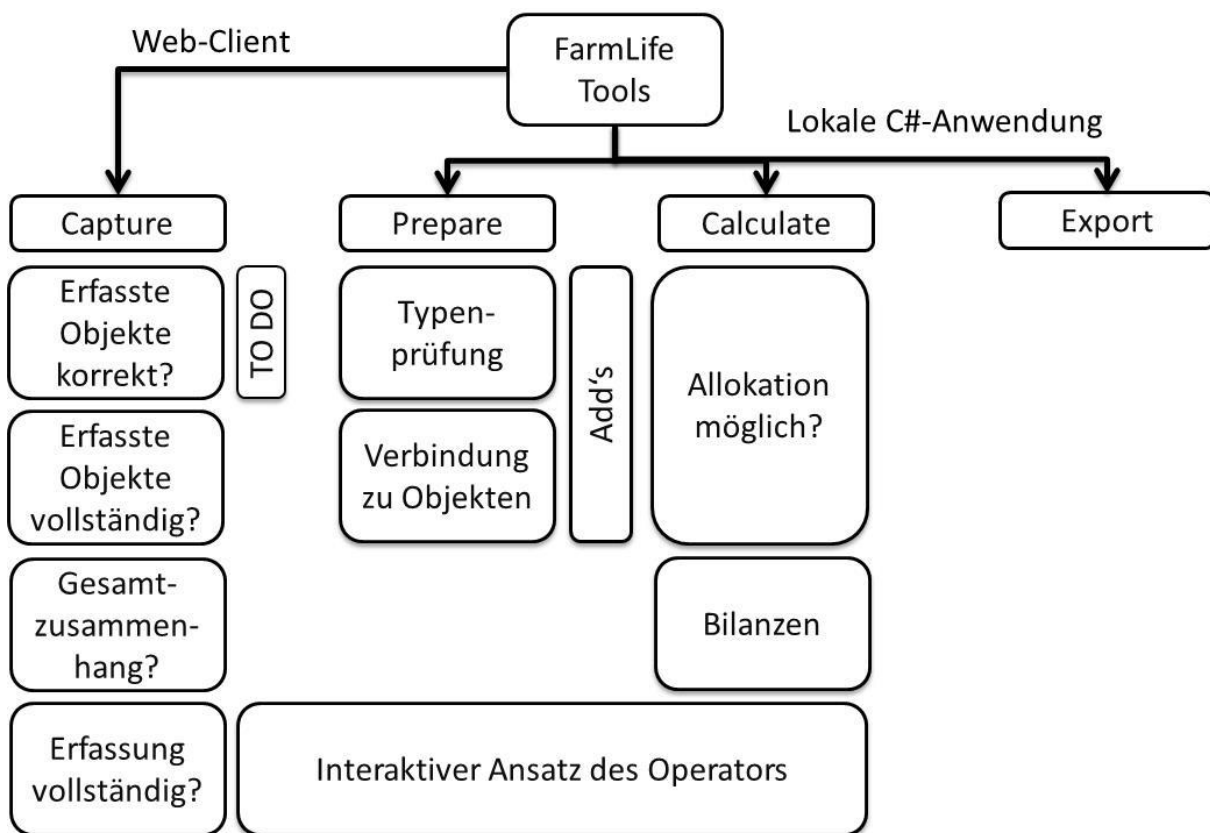 Web-Client
FarmLife
Tools
Lokale C#-Anwendung
Capture
Prepare
Calculate
Export
Erfasste
Objekte
korrekt?
TO DO
Typen-
prüfung
Add's
Allokation
möglich?
Erfasste
Objekte
vollständig?
Verbindung
zu Objekten
Gesamt-
zusammen-
hang?
Bilanzen
Erfassung
vollständig?
Interaktiver Ansatz des Operators